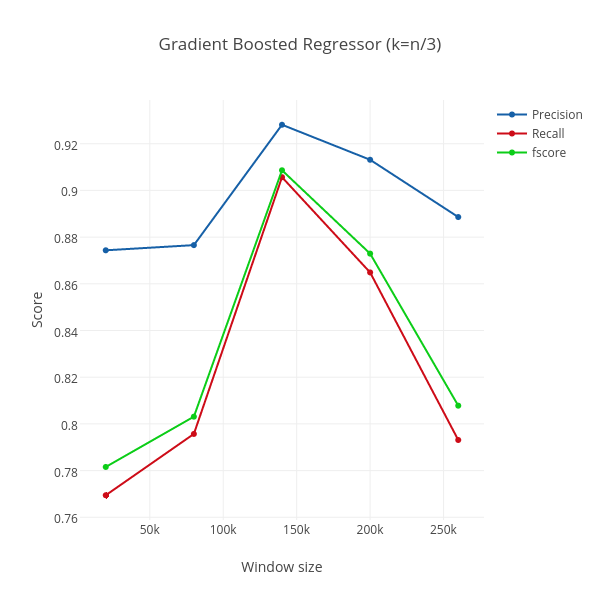 Gradient Boosted Regressor (k=n/3)
Precision
Recall
fscore
0.92
0.9
0.88
0.86
0.84
0.82
0.8
0.78
0.76
Score
50k
100k
150k
200k
250k
Window size